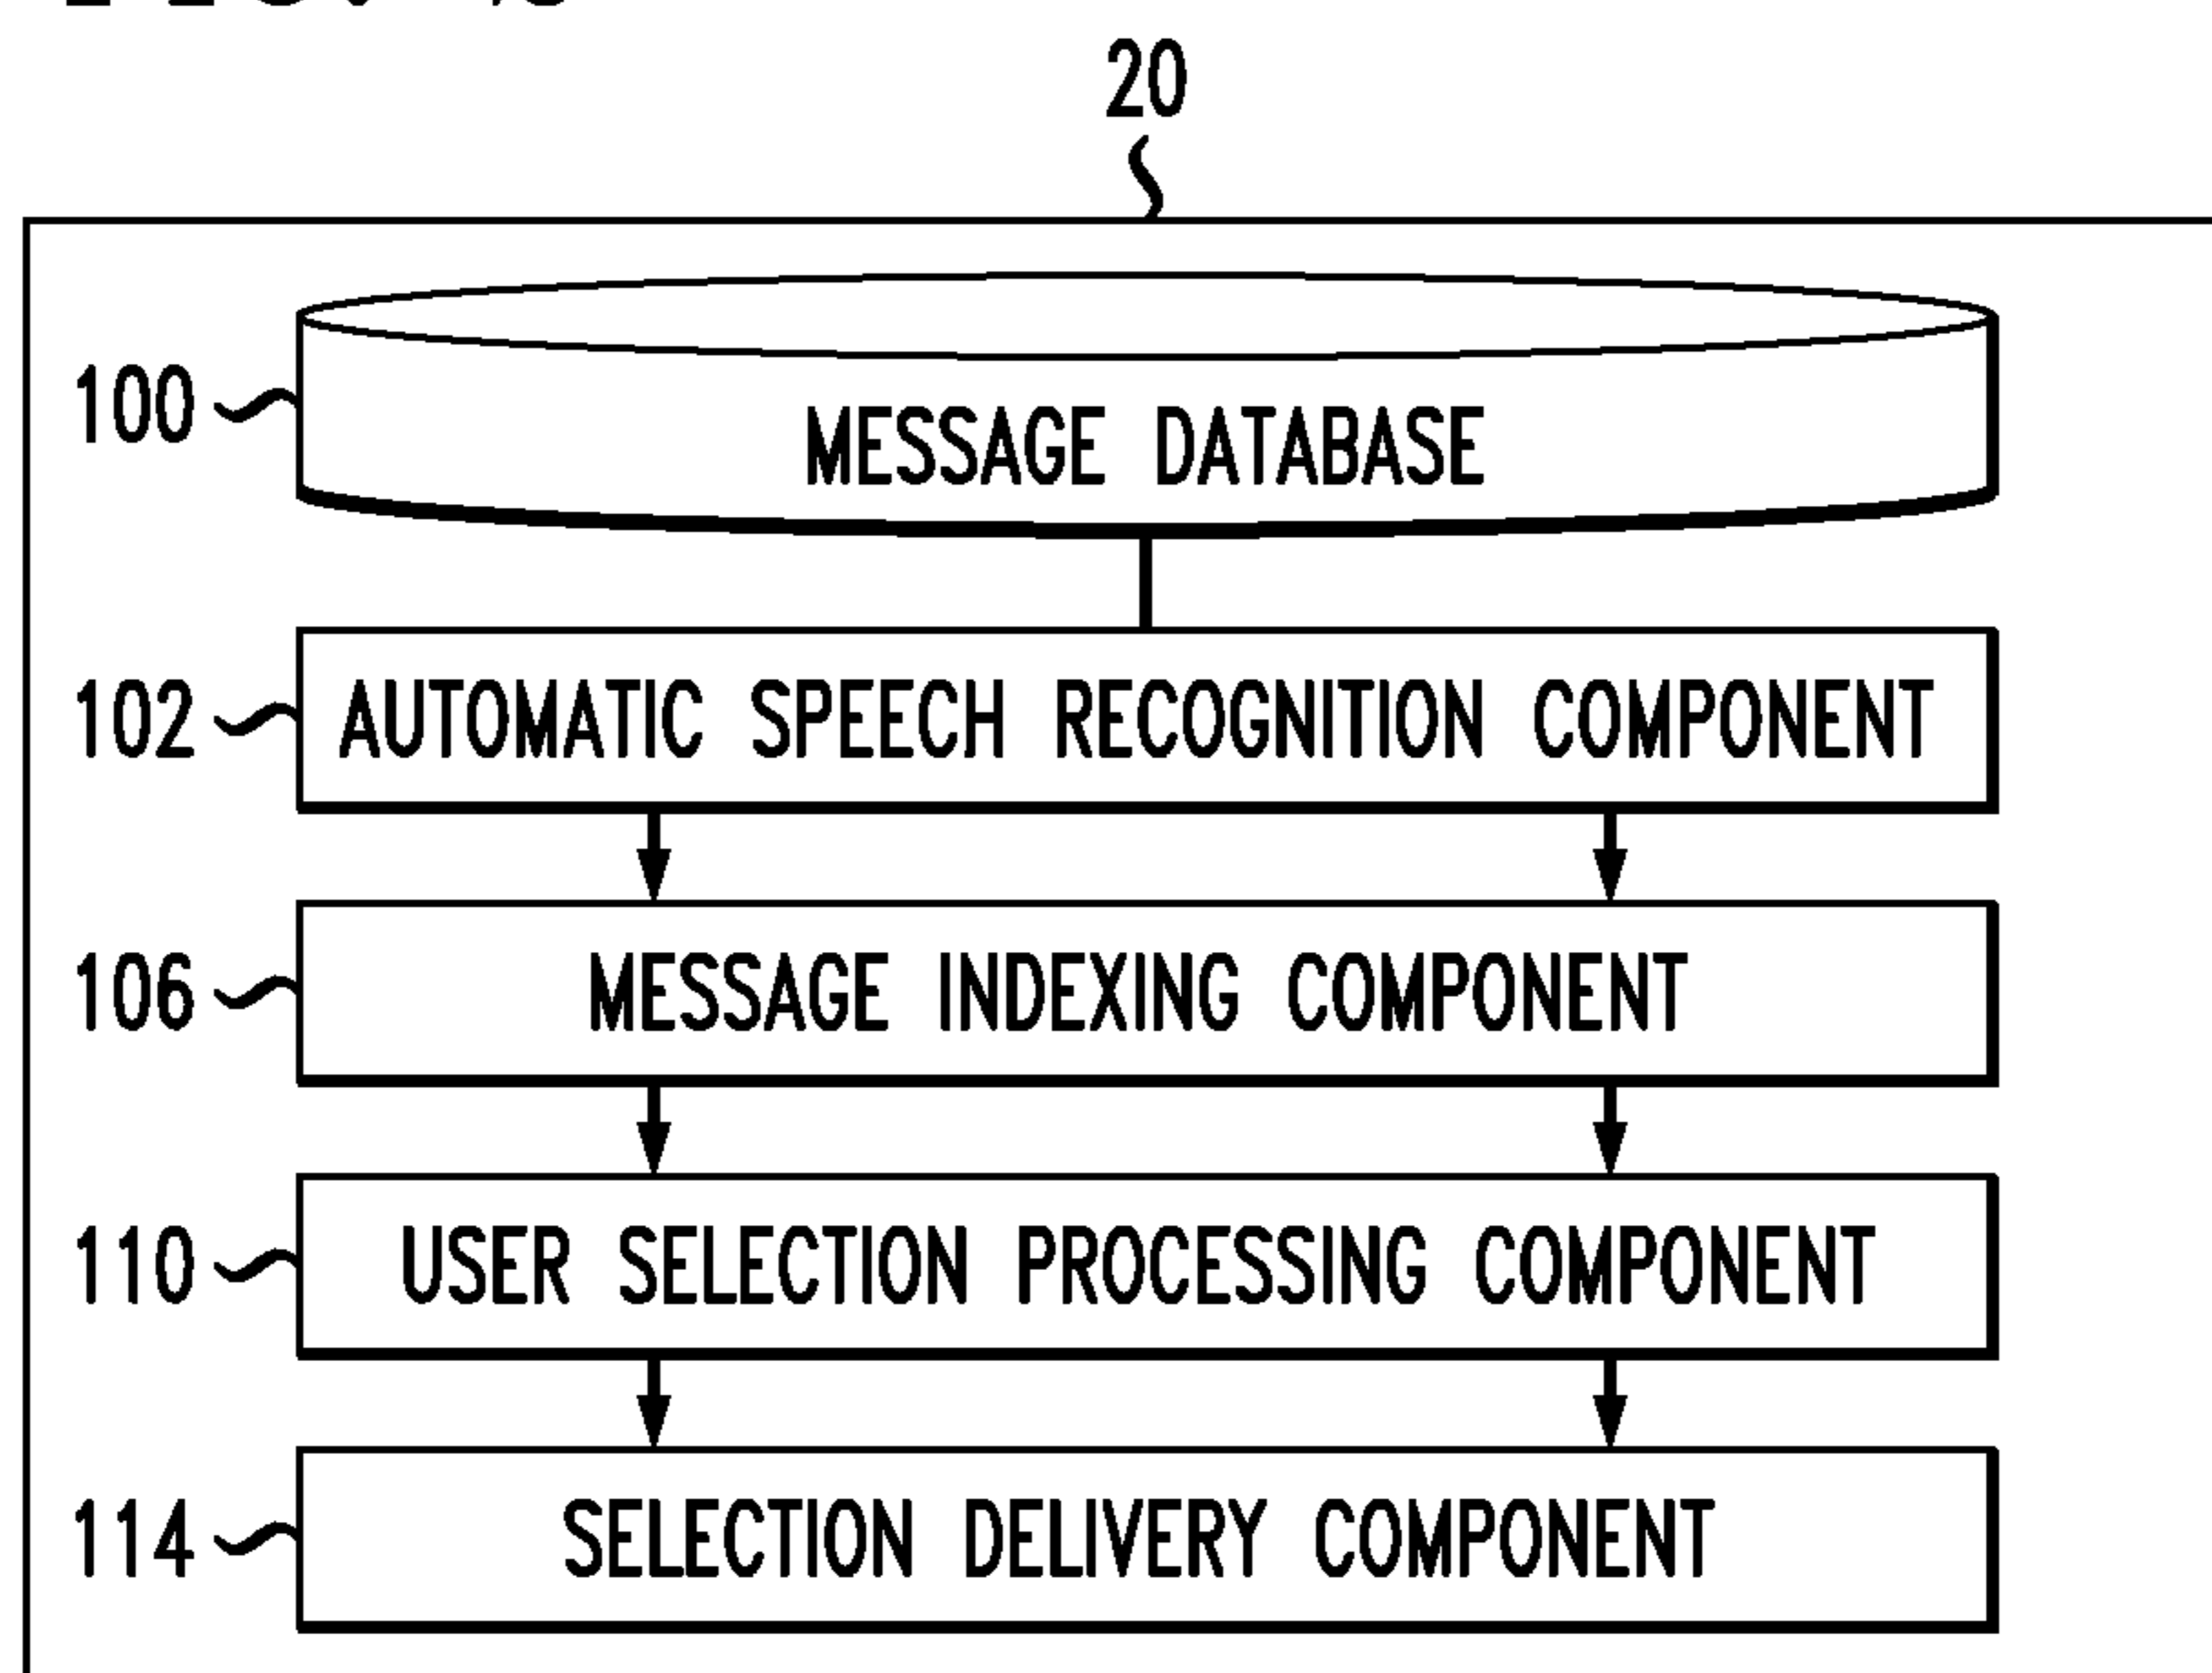 20
100
MESSAGE DATABASE
102
AUTOMATIC SPEECH RECOGNITION COMPONENT
106
MESSAGE INDEXING COMPONENT
110
USER SELECTION PROCESSING COMPONENT
114
SELECTION DELIVERY COMPONENT